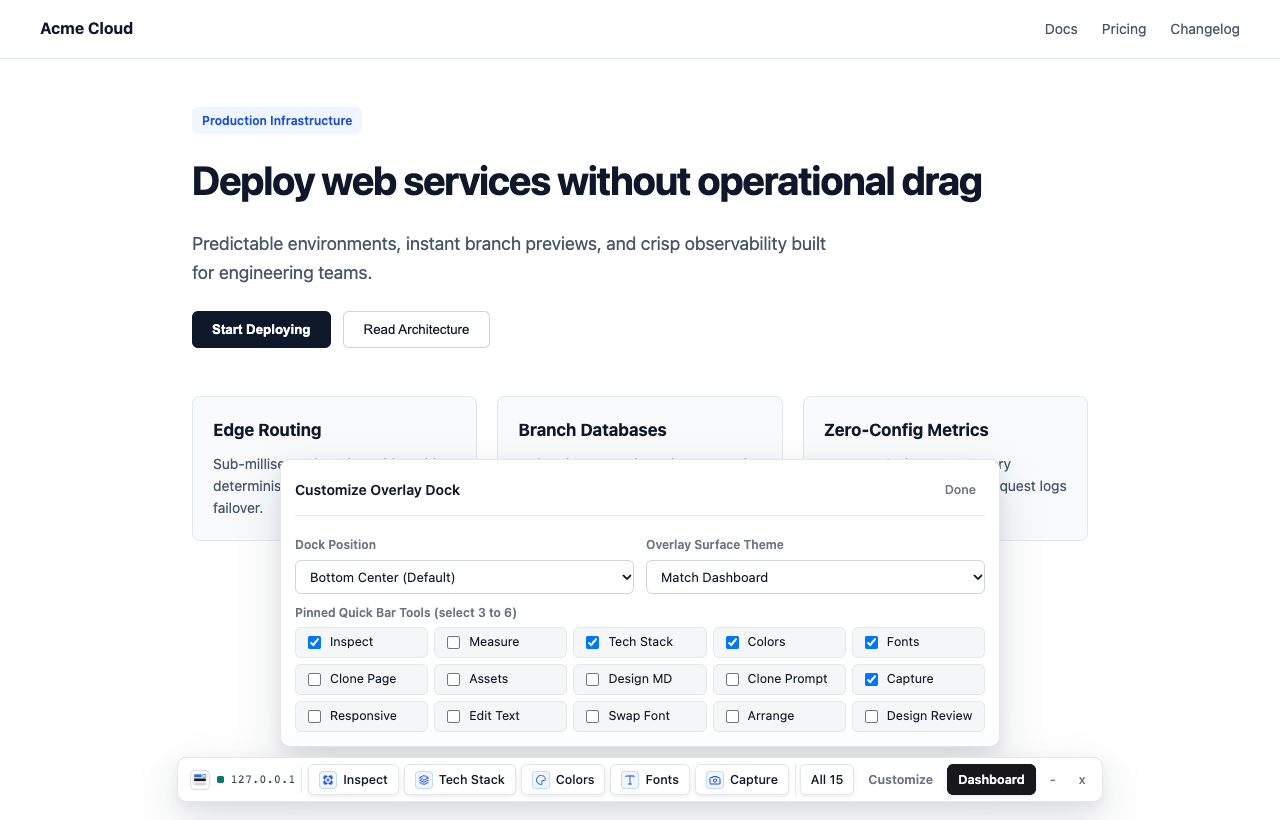 Acme Cloud
Docs
Pricing
Changelog
Production Infrastructure
Deploy web services without operational drag
Predictable environments, instant branch previews, and crisp observability built
for engineering teams.
Start Deploying
Read Architecture
Edge Routing
Branch Databases
Zero-Config Metrics
failover.
quest logs
Customize Overlay Dock
Done
Dock Position
Overlay Surface Theme
Bottom Center (Default)
Match Dashboard
Pinned Quick Bar Tools (select 3 to 6)
Inspect
Measure
Tech Stack
Colors
Fonts
Clone Page
Assets
Design MD
Clone Prompt
Capture
Responsive
Edit Text
Swap Font
Arrange
Design Review
127.0.0.1
Inspect
Tech Stack
Colors
Fonts
Capture
All 15
Customize
Dashboard
-
x